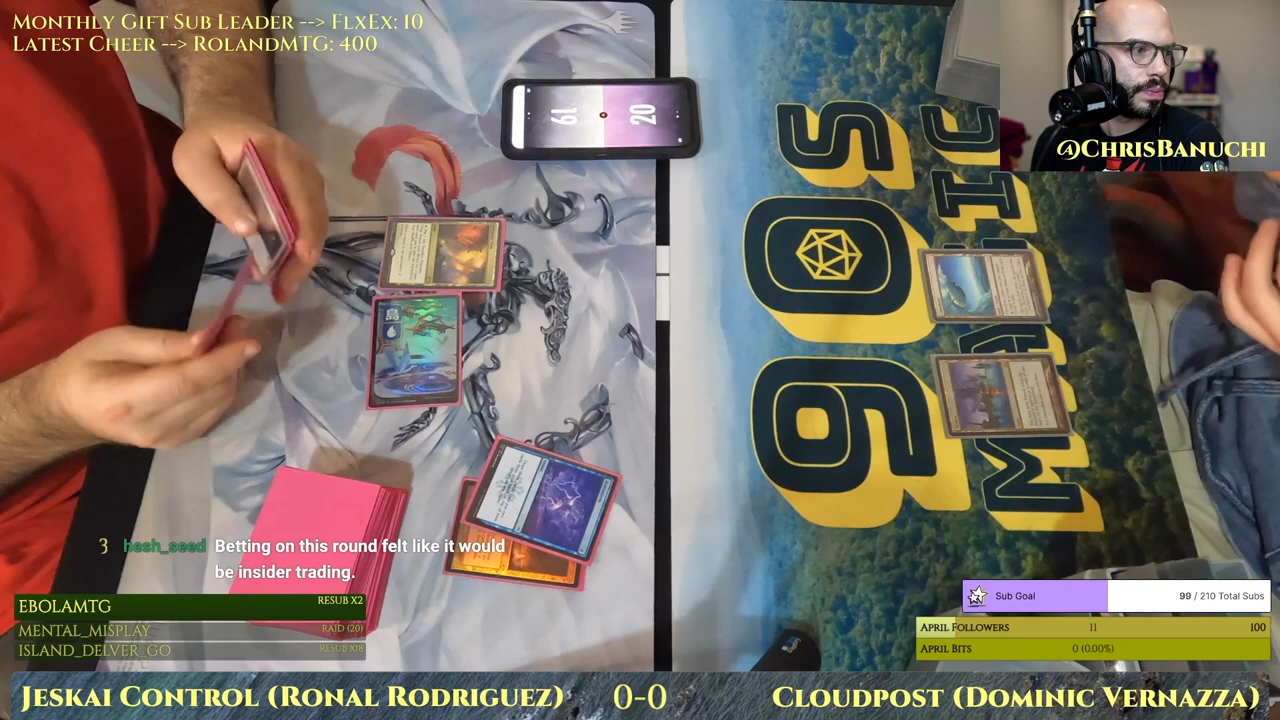 Monthly Gift Sub Leader --> FlxEx: 10
Latest Cheer --> RolandMTG: 400
19
20
90S
MAGIC
@ChrisBanuchi
島
3 hesh_seed Betting on this round felt like it would
be insider trading.
EBOLAMTG RESUB X2
MENTAL_MISPLAY RAID (20)
ISLAND_DELVER_GO RESUB X18
Sub Goal 99 / 210 Total Subs
April Followers 11 100
April Bits 0 (0.00%)
Jeskai Control (Ronal Rodriguez) 0-0 Cloudpost (Dominic Vernazza)